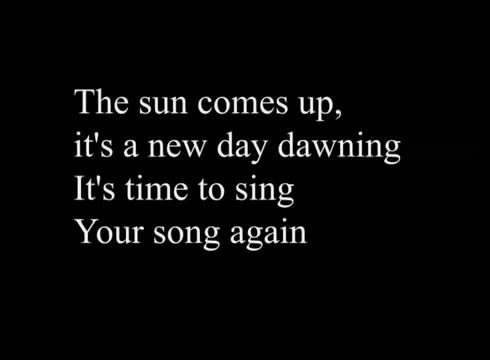 The sun comes up,
it's a new day dawning
It's time to sing
Your song again